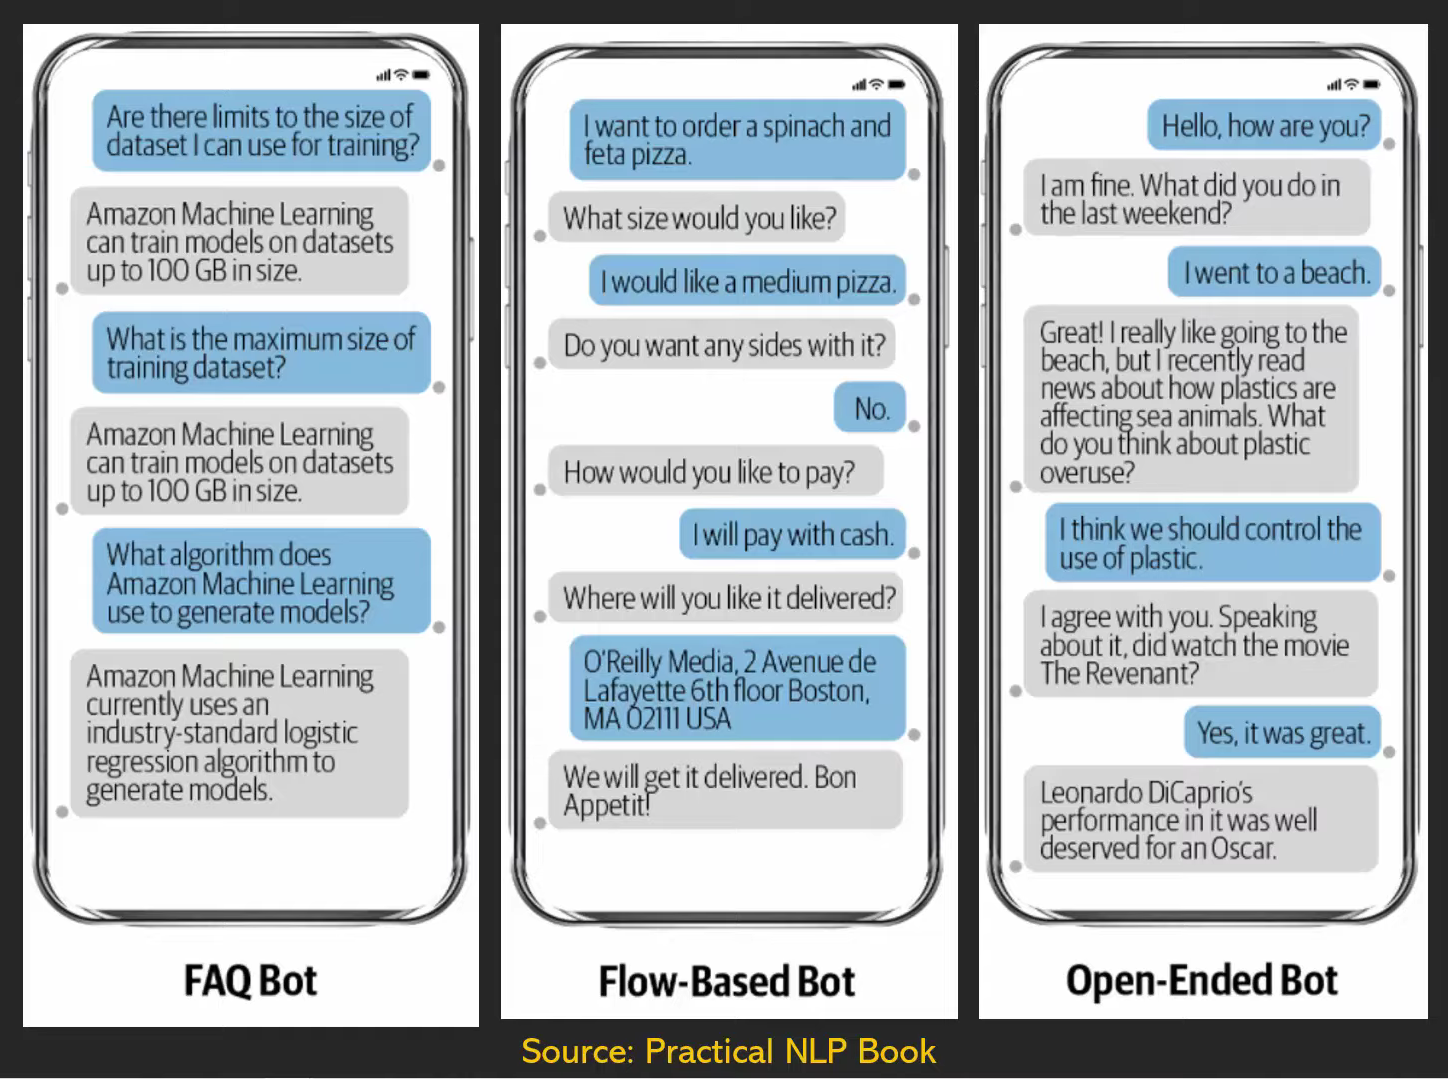 Are there limits to the size of
dataset I can use for training?
Amazon Machine Learning
can train models on datasets
up to 100 GB in size.
What is the maximum size of
training dataset?
Amazon Machine Learning
can train models on datasets
up to 100 GB in size.
What algorithm does
Amazon Machine Learning
use to generate models?
Amazon Machine Learning
currently uses an
industry-standard logistic
regression algorithm to
generate models.
FAQ Bot
I want to order a spinach and
feta pizza.
What size would you like?
I would like a medium pizza.
Do you want any sides with it?
No.
How would you like to pay?
I will pay with cash.
Where will you like it delivered?
O'Reilly Media, 2 Avenue de
Lafayette 6th floor Boston,
MA 02111 USA
We will get it delivered. Bon
Appetit!
Flow-Based Bot
Hello, how are you?
I am fine. What did you do in
the last weekend?
I went to a beach.
Great! I really like going to the
beach, but I recently read
news about how plastics are
affecting sea animals. What
do you think about plastic
overuse?
I think we should control the
use of plastic.
I agree with you. Speaking
about it, did watch the movie
The Revenant?
Yes, it was great.
Leonardo DiCaprio's
performance in it was well
deserved for an Oscar.
Open-Ended Bot
Source: Practical NLP Book